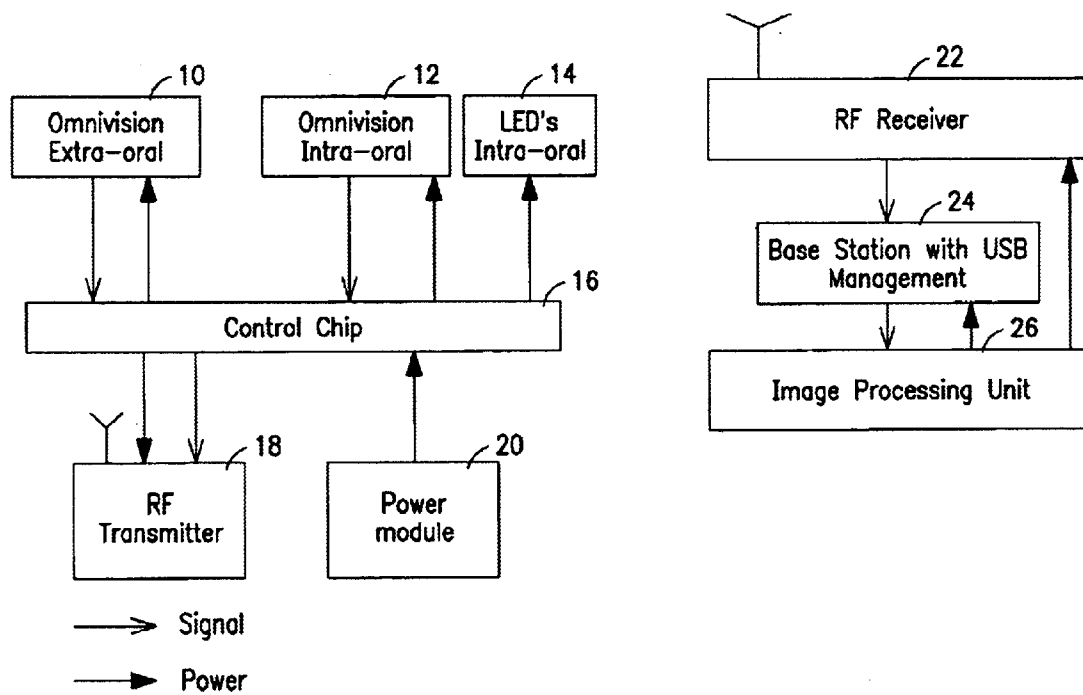 10
Omnivision
Extra-oral
12
Omnivision
Intra-oral
14
LED's
Intra-oral
16
Control Chip
18
RF
Transmitter
20
Power
module
Signal
Power
22
RF Receiver
24
Base Station with USB
Management
26
Image Processing Unit